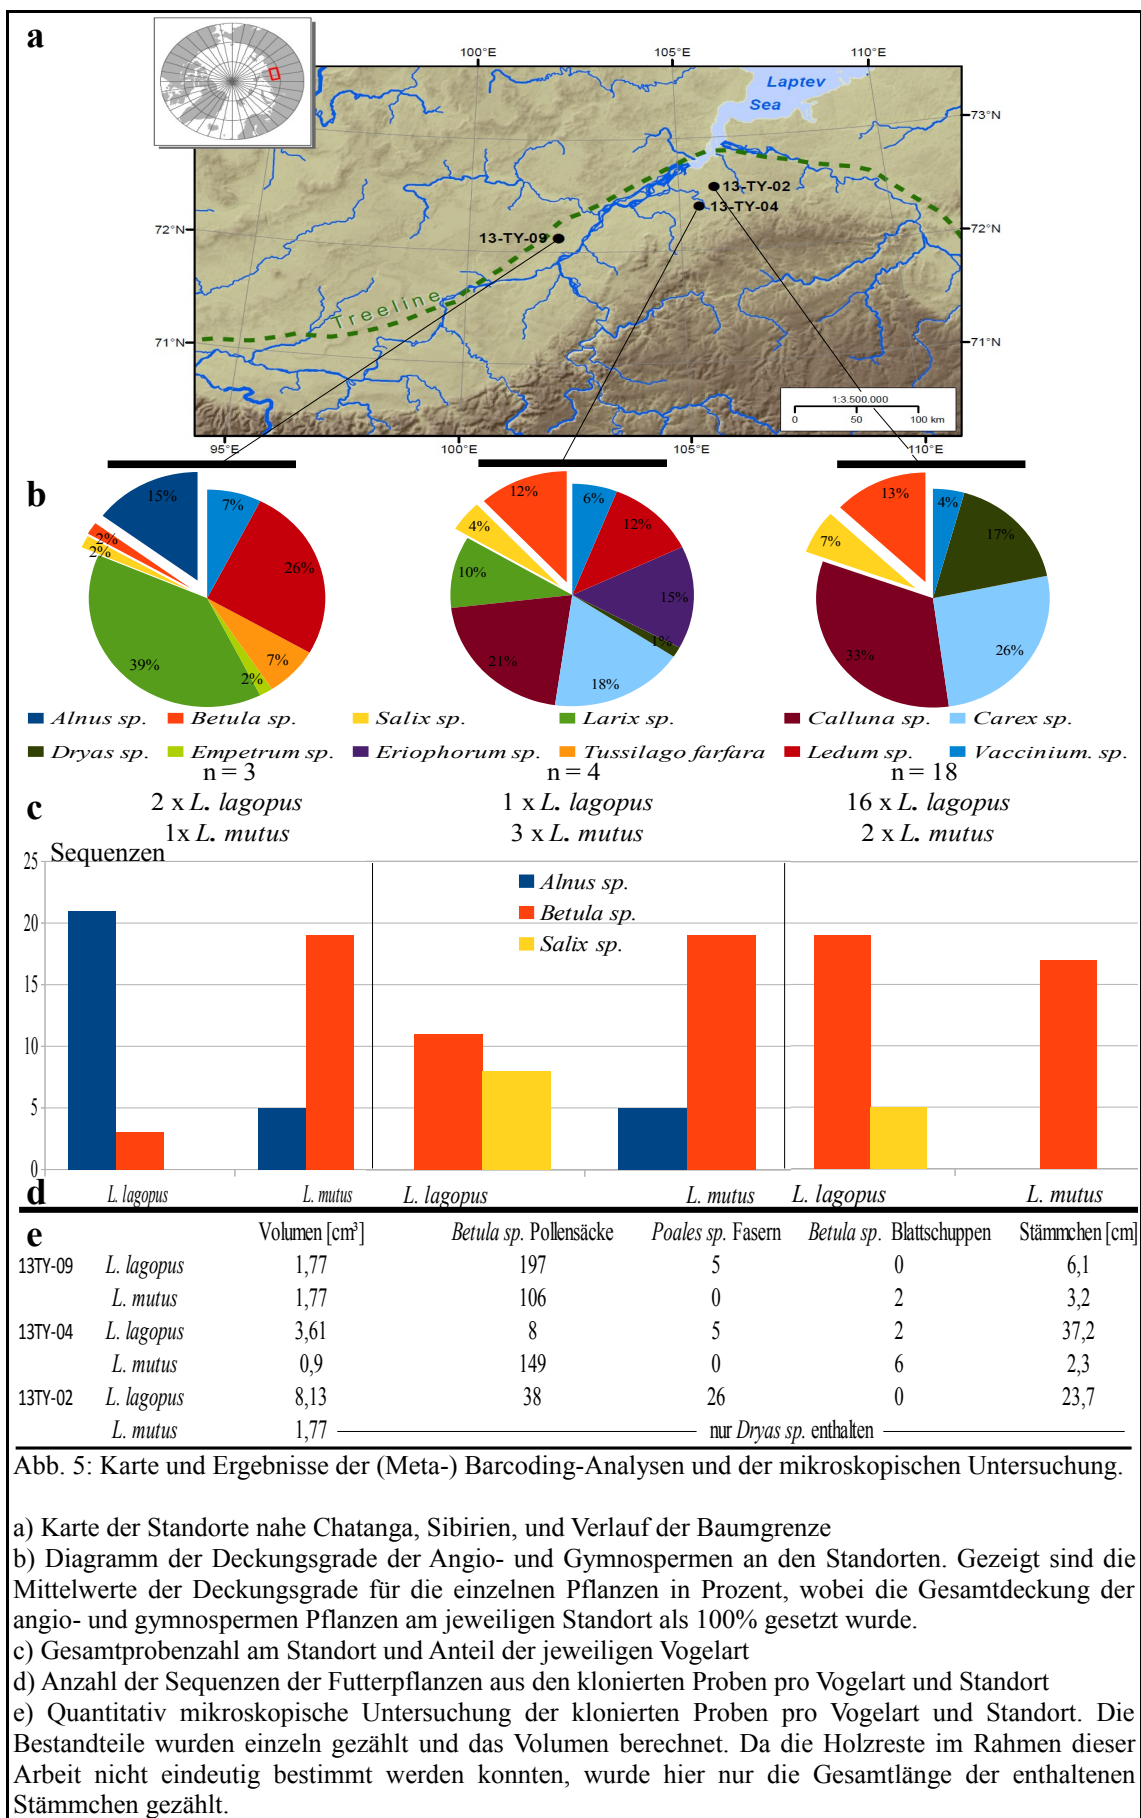 a
100°E
105°E
110°E
Laptev
Sea
73°N
13-TY-02
13-TY-04
72°N
13-TY-09
72°N
Treeline
71°N
71°N
1:3.500.000
0 50 100 km
95°E
100°E
105°E
110°E
b
15%
7%
2%
2%
26%
39%
2%
7%
12%
6%
4%
12%
10%
15%
1%
21%
18%
13%
4%
7%
17%
33%
26%
Alnus sp.
Betula sp.
Salix sp.
Larix sp.
Calluna sp.
Carex sp.
Dryas sp.
Empetrum sp.
Eriophorum sp.
Tussilago farfara
Ledum sp.
Vaccinium. sp.
n = 3
n = 4
n = 18
2 x L. lagopus
1 x L. lagopus
16 x L. lagopus
c
1x L. mutus
3 x L. mutus
2 x L. mutus
Sequenzen
25
20
15
10
5
0
Alnus sp.
Betula sp.
Salix sp.
d
L. lagopus
L. mutus
L. lagopus
L. mutus
L. lagopus
L. mutus
e
Volumen [cm³] Betula sp. Pollensäcke Poales sp. Fasern Betula sp. Blattschuppen Stämmchen [cm]
13TY-09 L. lagopus 1,77 197 5 0 6,1
L. mutus 1,77 106 0 2 3,2
13TY-04 L. lagopus 3,61 8 5 2 37,2
L. mutus 0,9 149 0 6 2,3
13TY-02 L. lagopus 8,13 38 26 0 23,7
L. mutus 1,77 nur Dryas sp. enthalten
Abb. 5: Karte und Ergebnisse der (Meta-) Barcoding-Analysen und der mikroskopischen Untersuchung.
a) Karte der Standorte nahe Chatanga, Sibirien, und Verlauf der Baumgrenze
b) Diagramm der Deckungsgrade der Angio- und Gymnospermen an den Standorten. Gezeigt sind die
Mittelwerte der Deckungsgrade für die einzelnen Pflanzen in Prozent, wobei die Gesamtdeckung der
angio- und gymnospermen Pflanzen am jeweiligen Standort als 100% gesetzt wurde.
c) Gesamtprobenzahl am Standort und Anteil der jeweiligen Vogelart
d) Anzahl der Sequenzen der Futterpflanzen aus den klonierten Proben pro Vogelart und Standort
e) Quantitativ mikroskopische Untersuchung der klonierten Proben pro Vogelart und Standort. Die
Bestandteile wurden einzeln gezählt und das Volumen berechnet. Da die Holzreste im Rahmen dieser
Arbeit nicht eindeutig bestimmt werden konnten, wurde hier nur die Gesamtlänge der enthaltenen
Stämmchen gezählt.